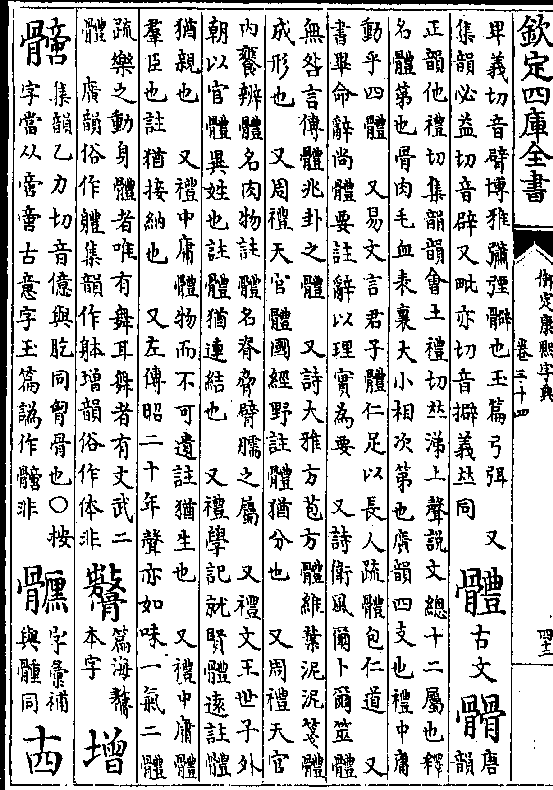 欽定四庫全書
御定康熙字典
卷三十四
卑義切音臂博雅彌彃髀也玉篇弓弭 又
集韻必益切音辟又毗亦切音擗義𠀤同 體 古文 𩪆 唐韻
正韻他禮切集韻韻會土禮切𠀤涕上聲說文總十二屬也釋
名體第也骨肉毛血表裏大小相次第也廣韻四支也禮中庸
動乎四體 又易文言君子體仁足以長人疏體包仁道 又
書畢命辭尚體要註辭以理實為要 又詩衛風爾卜爾筮體
無咎言傳體兆卦之體 又詩大雅方苞方體維葉泥泥箋體
成形也 又周禮天官體國經野註體猶分也 又周禮天官
內饔辨體名肉物註體名脊脅臂臑之屬 又禮文王世子外
朝以官體異姓也註體猶連結也 又禮學記就賢體遠註體
猶親也 又禮中庸體物而不可遺註猶生也 又禮中庸體
羣臣也註猶接納也 又左傳昭二十年聲亦如味一氣二體
疏樂之動身體者唯有舞耳舞者有文武二
體 廣韻俗作軆集韻作躰增韻俗作体非 本字 增
集韻乙力切音億與肊同胷骨也○按
字當从𠶷𠶷古意字玉篇譌作髓非 字彙補
與腫同 古